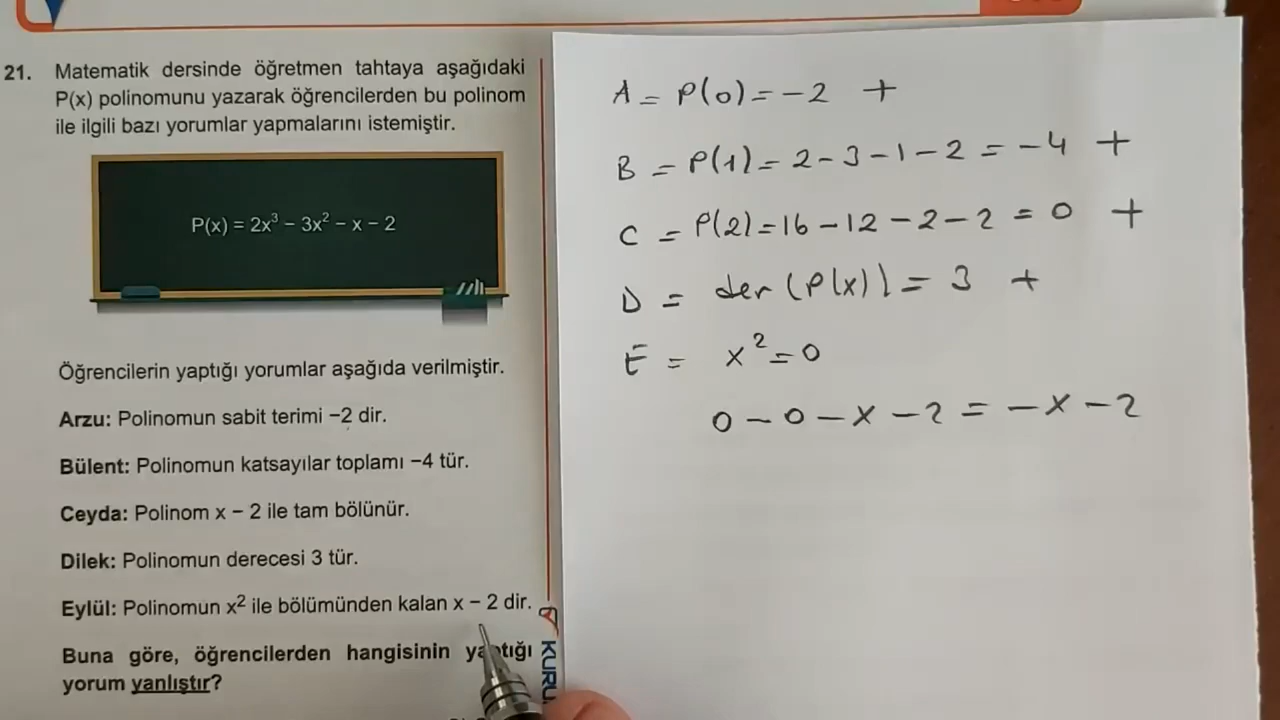 21. Matematik dersinde öğretmen tahtaya aşağıdaki
P(x) polinomunu yazarak öğrencilerden bu polinom
ile ilgili bazı yorumlar yapmalarını istemiştir.
P(x) = 2x³ − 3x² − x − 2
Öğrencilerin yaptığı yorumlar aşağıda verilmiştir.
Arzu: Polinomun sabit terimi −2 dir.
Bülent: Polinomun katsayılar toplamı −4 tür.
Ceyda: Polinom x − 2 ile tam bölünür.
Dilek: Polinomun derecesi 3 tür.
Eylül: Polinomun x² ile bölümünden kalan x − 2 dir.
Buna göre, öğrencilerden hangisinin yaptığı
yorum yanlıştır?
A = P(0) = −2 +
B = P(1) = 2 − 3 − 1 − 2 = −4 +
C = P(2) = 16 − 12 − 2 − 2 = 0 +
D = der (P(x)) = 3 +
E = x² = 0
0 − 0 − x − 2 = − x − 2